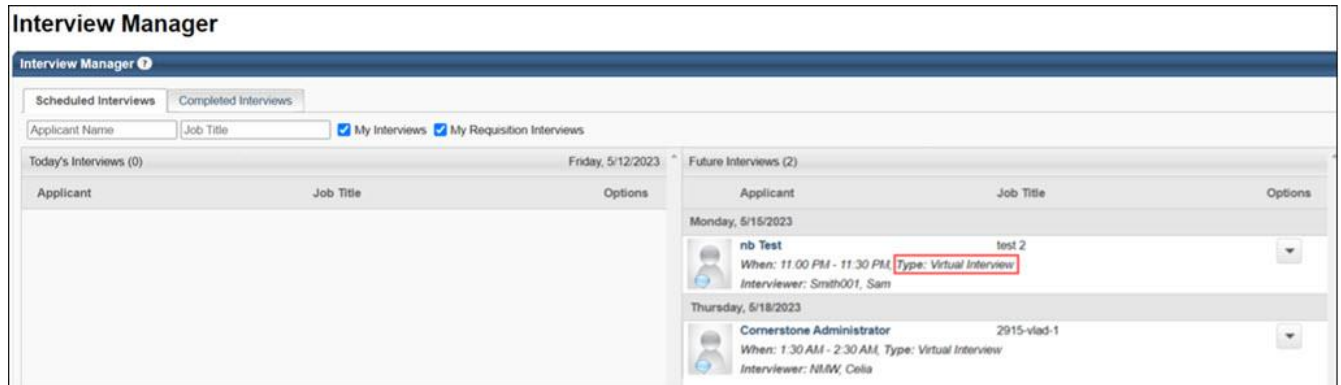 Interview Manager
Interview Manager ?
Scheduled Interviews Completed Interviews
Applicant Name Job Title My Interviews My Requisition Interviews
Today's Interviews (0) Friday, 5/12/2023
Applicant Job Title Options
Future Interviews (2)
Applicant Job Title Options
Monday, 5/15/2023
nb Test test 2
When: 11:00 PM - 11:30 PM, Type: Virtual Interview
Interviewer: Smith001, Sam
Thursday, 5/18/2023
Cornerstone Administrator 2915-vlad-1
When: 1:30 AM - 2:30 AM, Type: Virtual Interview
Interviewer: NMW, Celia